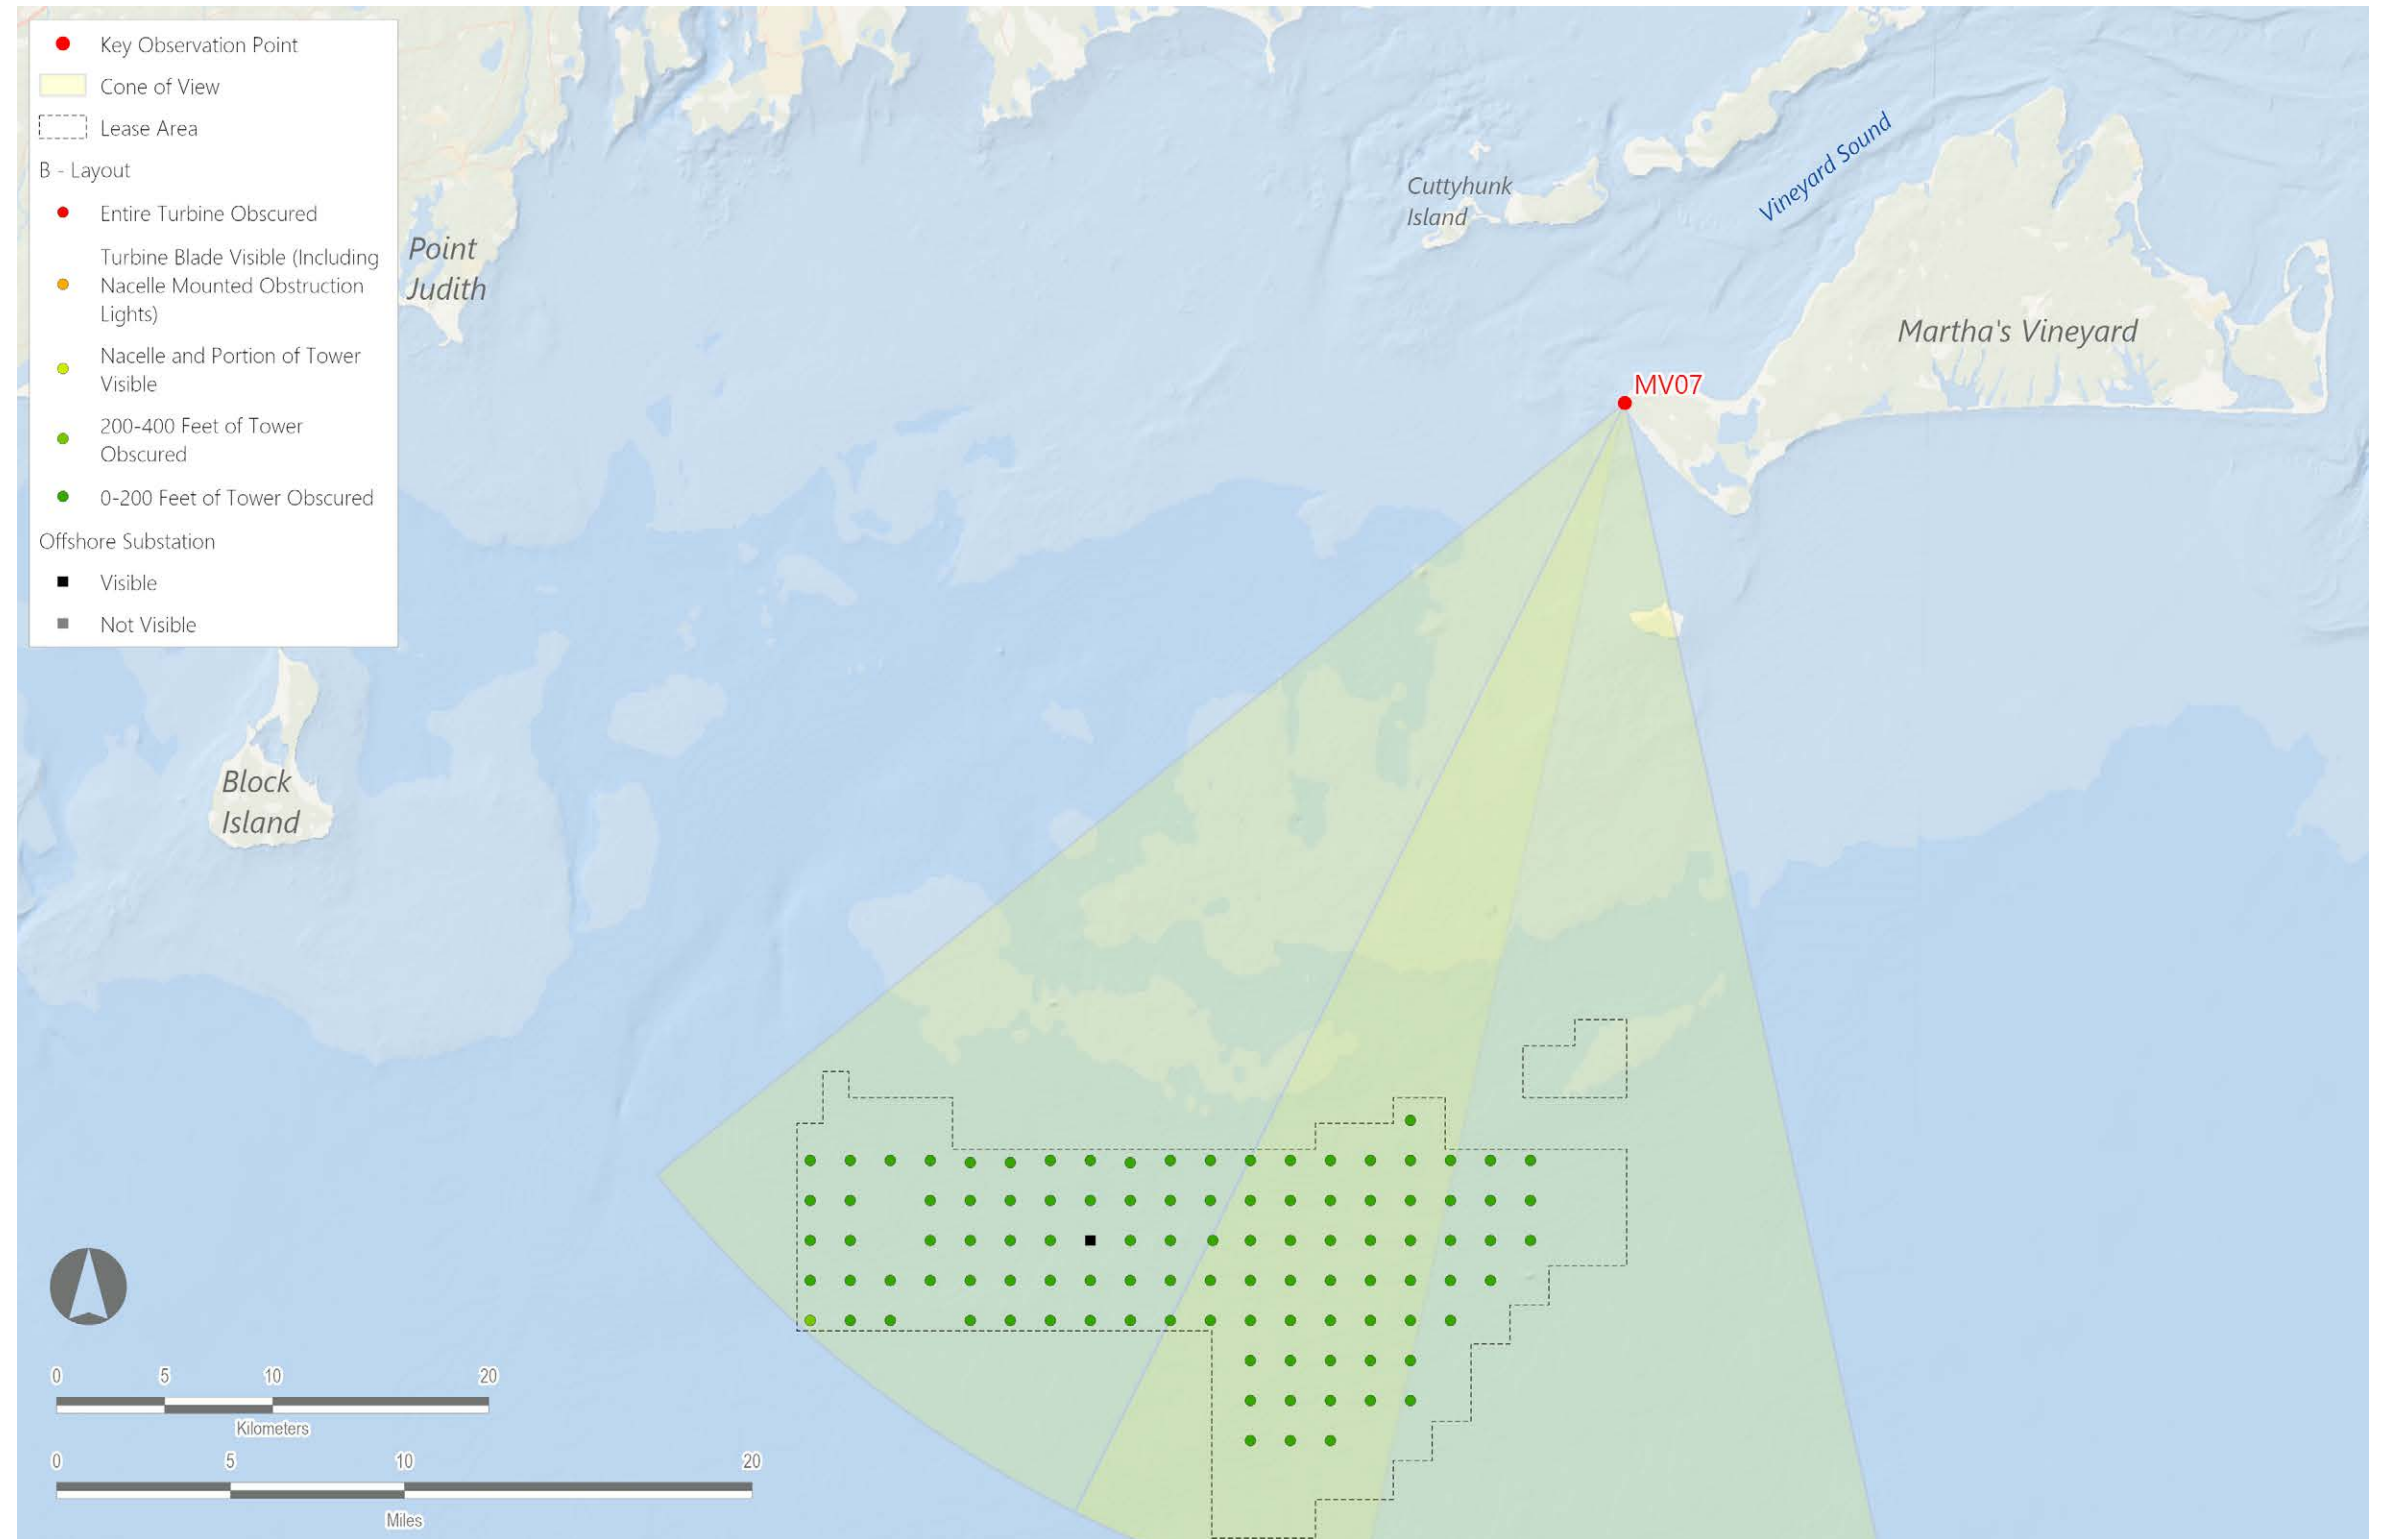 Key Observation Point
Cone of View
Lease Area
B - Layout
Entire Turbine Obscured
Turbine Blade Visible (Including
Nacelle Mounted Obstruction
Lights)
Nacelle and Portion of Tower
Visible
200-400 Feet of Tower
Obscured
0-200 Feet of Tower Obscured
Offshore Substation
Visible
Not Visible
Point
Judith
Cuttyhunk
Island
Vineyard Sound
Martha's Vineyard
MV07
Block
Island
0 5 10 20
Kilometers
0 5 10 20
Miles